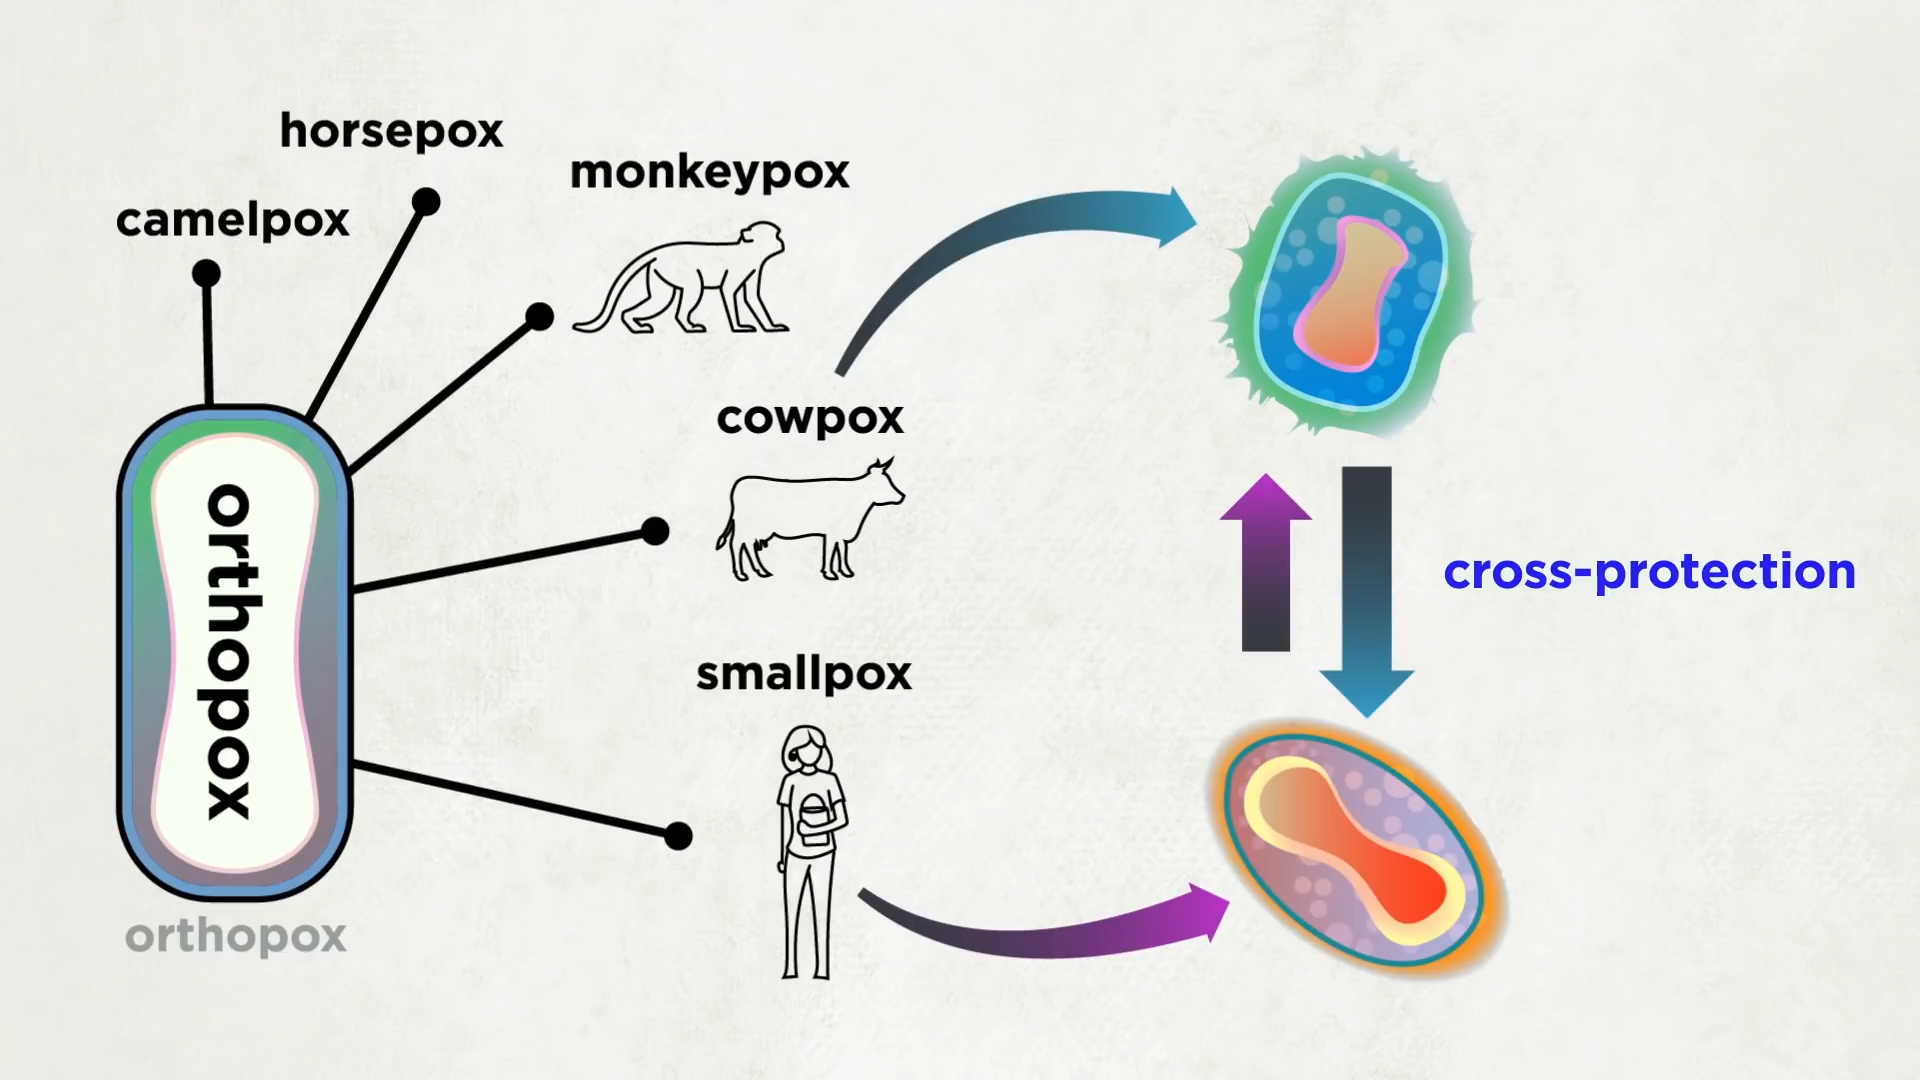 horsepox
monkeypox
camelpox
cowpox
orthopox
cross-protection
smallpox
orthopox